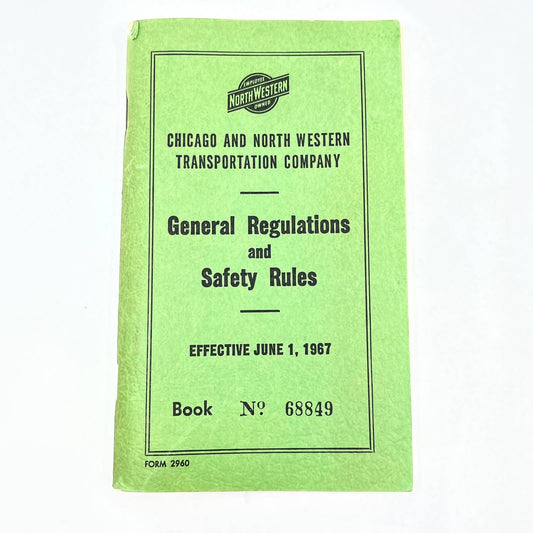 EMPLOYEE
NORTH WESTERN
OWNED
CHICAGO AND NORTH WESTERN
TRANSPORTATION COMPANY
General Regulations
and
Safety Rules
EFFECTIVE JUNE 1, 1967
Book Nº 68849
FORM 2960